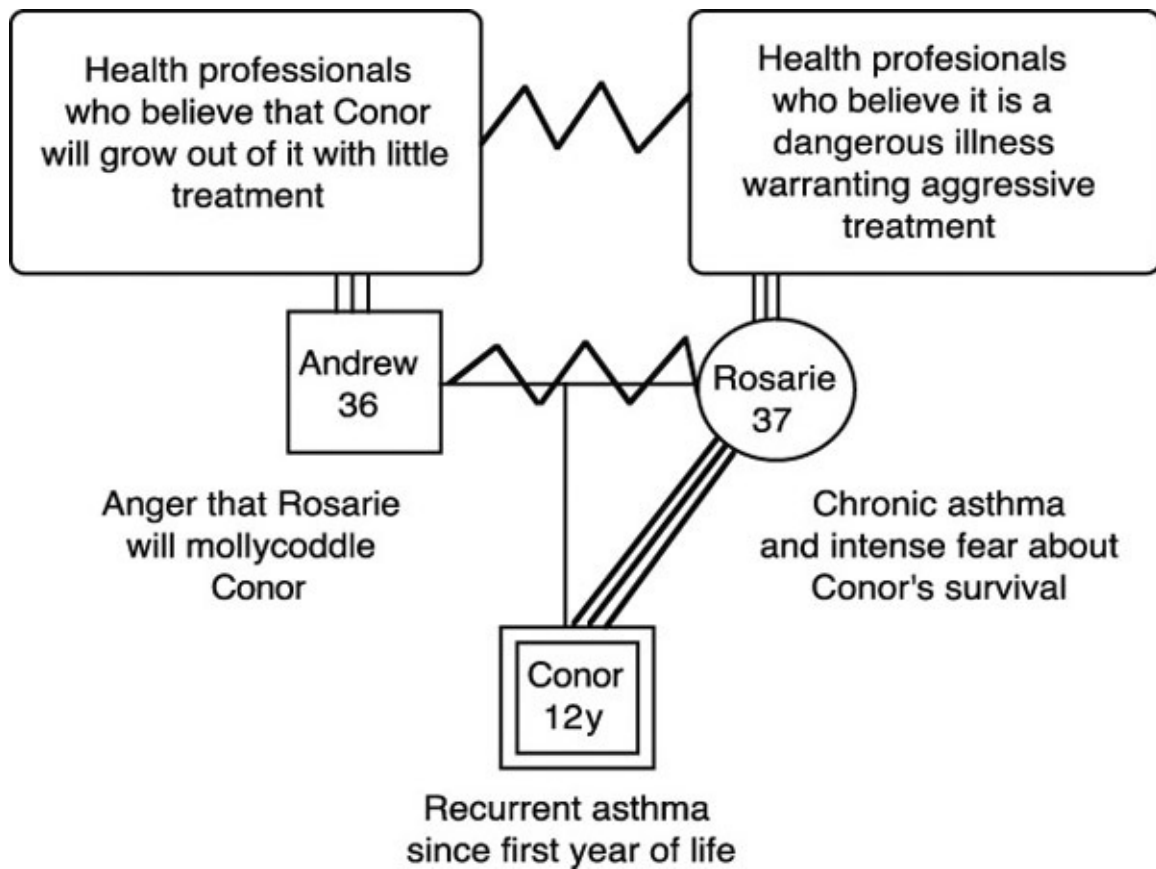 Health professionals
who believe that Conor
will grow out of it with little
treatment
Health profesionals
who believe it is a
dangerous illness
warranting aggressive
treatment
Andrew
36
Rosarie
37
Anger that Rosarie
will mollycoddle
Conor
Chronic asthma
and intense fear about
Conor's survival
Conor
12y
Recurrent asthma
since first year of life